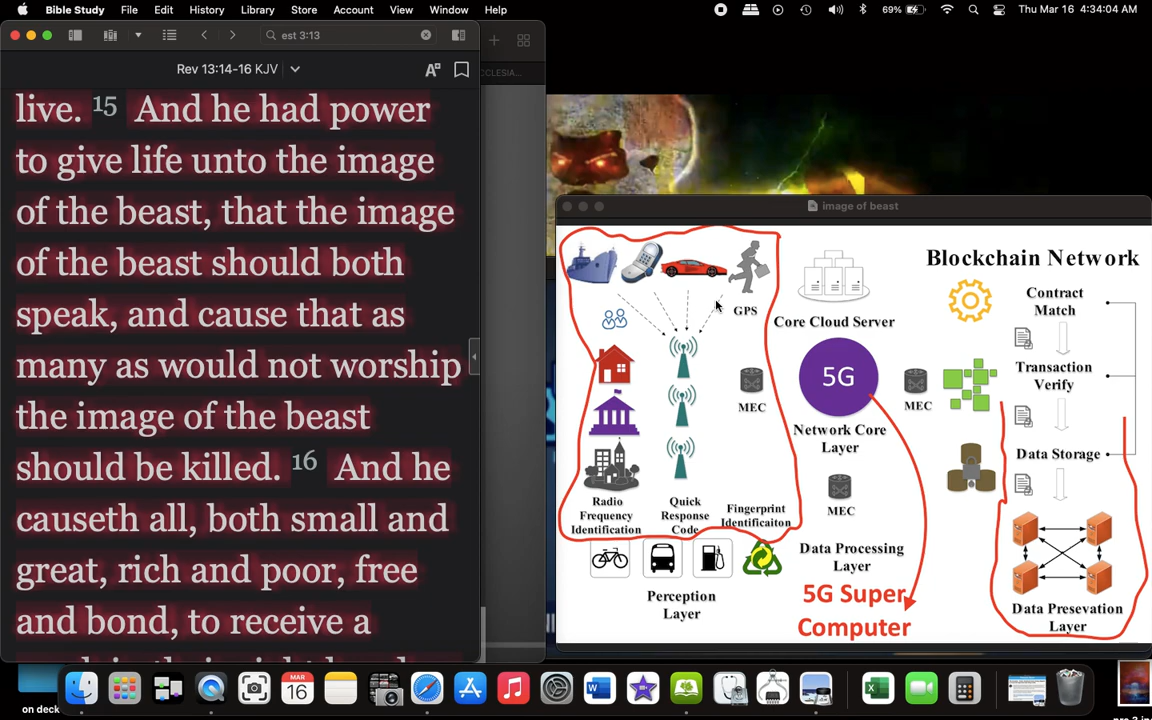 Bible Study File Edit History Library Store Account View Window Help
69% Thu Mar 16 4:34:04 AM
est 3:13
Rev 13:14-16 KJV
live. 15 And he had power
to give life unto the image
of the beast, that the image
of the beast should both
speak, and cause that as
many as would not worship
the image of the beast
should be killed. 16 And he
causeth all, both small and
great, rich and poor, free
and bond, to receive a
image of beast
GPS
MEC
Radio
Frequency
Identification
Quick
Response
Code
Fingerprint
Identificaiton
Perception
Layer
Core Cloud Server
5G
Network Core
Layer
MEC
MEC
Data Processing
Layer
5G Super
Computer
Blockchain Network
Contract
Match
Transaction
Verify
Data Storage
Data Presevation
Layer
MAR
16
on deck